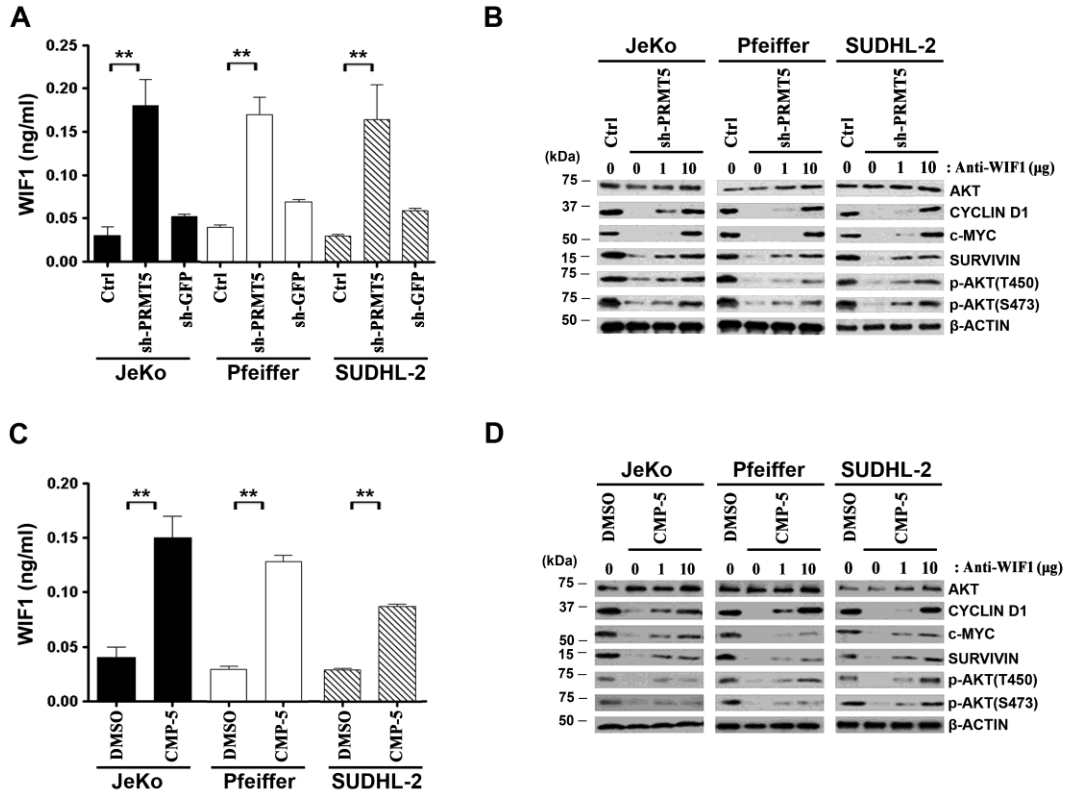 A
** ** **
0.25
0.20
0.15
0.10
0.05
0.00
WIF1 (ng/ml)
Ctrl sh-PRMT5 sh-GFP Ctrl sh-PRMT5 sh-GFP Ctrl sh-PRMT5 sh-GFP
JeKo Pfeiffer SUDHL-2
B
JeKo Pfeiffer SUDHL-2
Ctrl sh-PRMT5 Ctrl sh-PRMT5 Ctrl sh-PRMT5
(kDa) 0 0 1 10 0 0 1 10 0 0 1 10 : Anti-WIF1 (µg)
75 AKT
37 CYCLIN D1
50 c-MYC
15 SURVIVIN
75 p-AKT(T450)
75 p-AKT(S473)
50 β-ACTIN
C
** ** **
0.20
0.15
0.10
0.05
0.00
WIF1 (ng/ml)
DMSO CMP-5 DMSO CMP-5 DMSO CMP-5
JeKo Pfeiffer SUDHL-2
D
JeKo Pfeiffer SUDHL-2
DMSO CMP-5 DMSO CMP-5 DMSO CMP-5
(kDa) 0 0 1 10 0 0 1 10 0 0 1 10 : Anti-WIF1 (µg)
75 AKT
37 CYCLIN D1
50 c-MYC
15 SURVIVIN
75 p-AKT(T450)
75 p-AKT(S473)
50 β-ACTIN